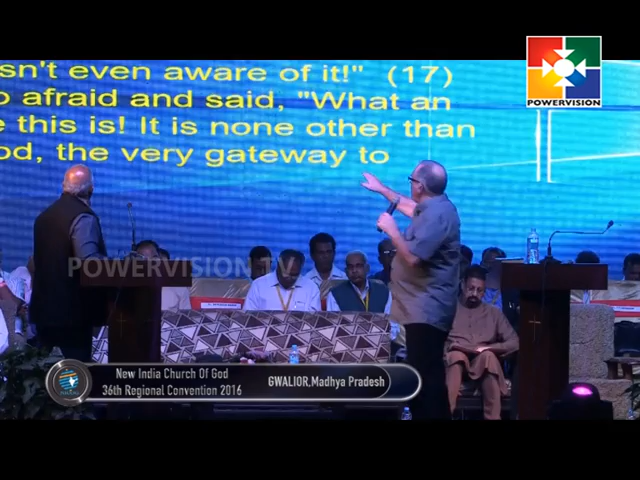 sn't even aware of it!" (17)
o afraid and said, "What an
e this is! It is none other than
od, the very gateway to
POWERVISION
POWERVISION TV
New India Church Of God
36th Regional Convention 2016
GWALIOR,Madhya Pradesh